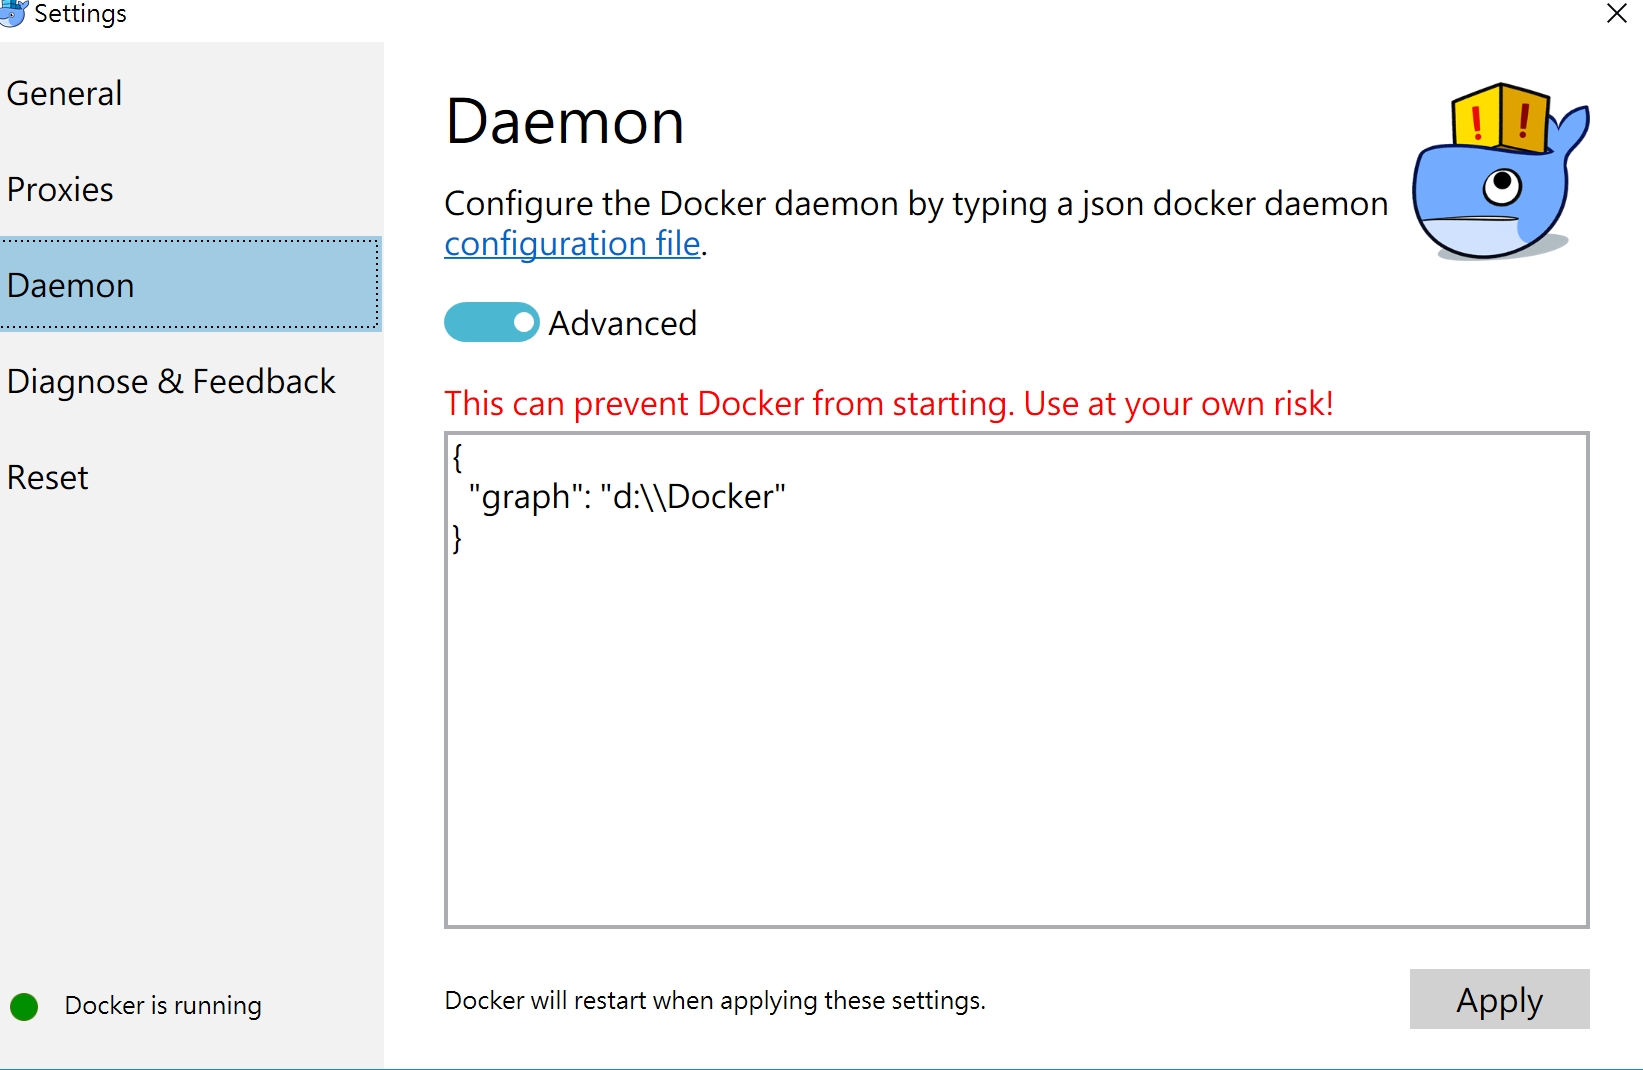 Settings
General
Proxies
Daemon
Diagnose & Feedback
Reset
Docker is running
Daemon
Configure the Docker daemon by typing a json docker daemon
configuration file.
Advanced
This can prevent Docker from starting. Use at your own risk!
{
"graph": "d:\\Docker"
}
Docker will restart when applying these settings.
Apply